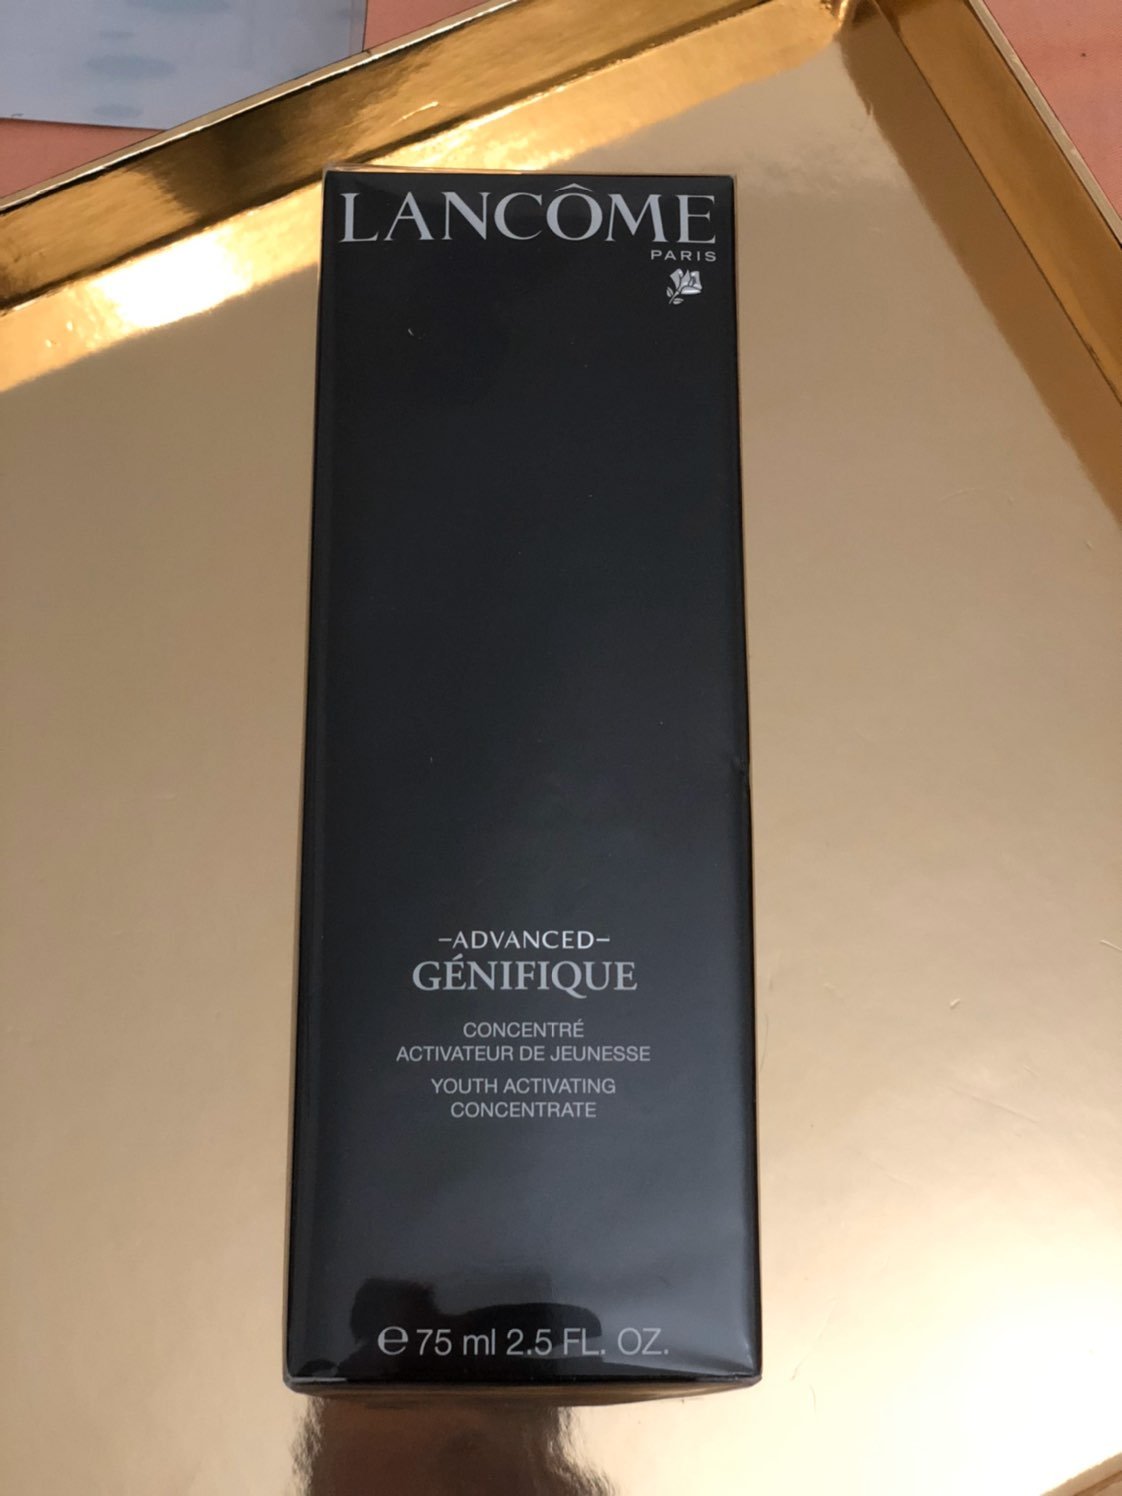 LANCÔME
PARIS
-ADVANCED-
GÉNIFIQUE
CONCENTRÉ
ACTIVATEUR DE JEUNESSE
YOUTH ACTIVATING
CONCENTRATE
℮ 75 ml 2.5 FL. OZ.